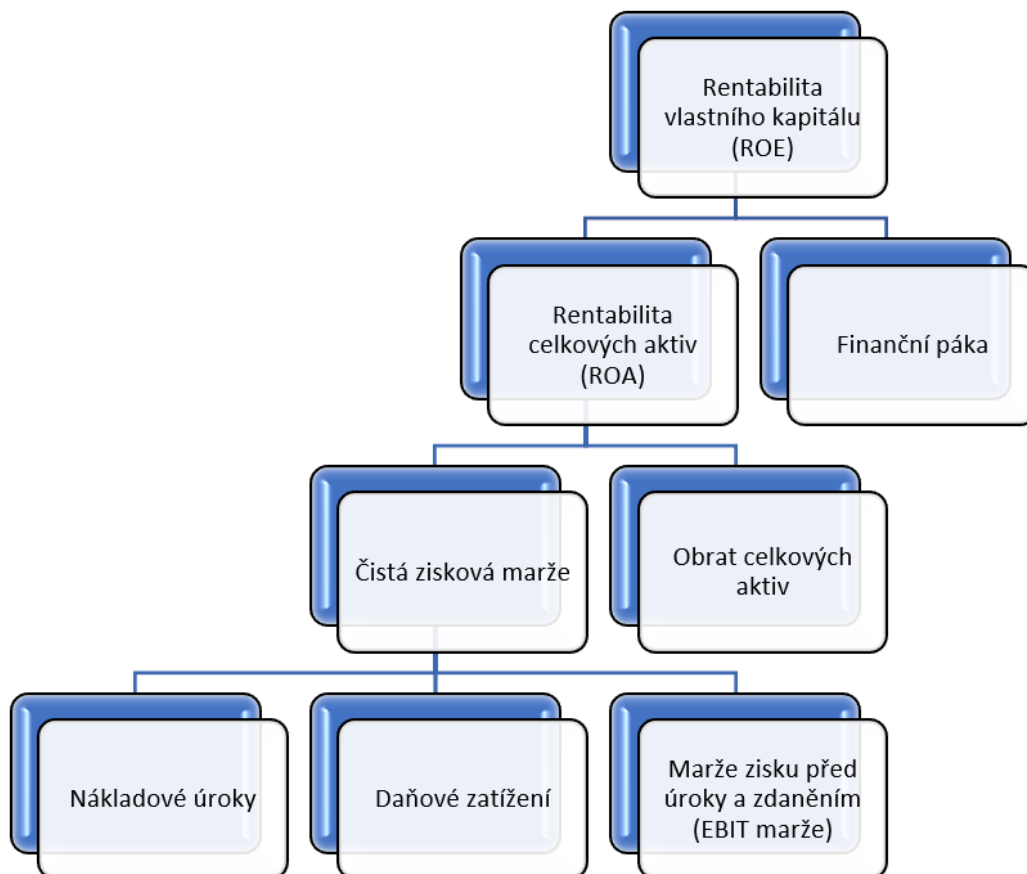 Rentabilita
vlastního kapitálu
(ROE)
Rentabilita
celkových aktiv
(ROA)
Finanční páka
Čistá zisková marže
Obrat celkových
aktiv
Nákladové úroky
Daňové zatížení
Marže zisku před
úroky a zdaněním
(EBIT marže)